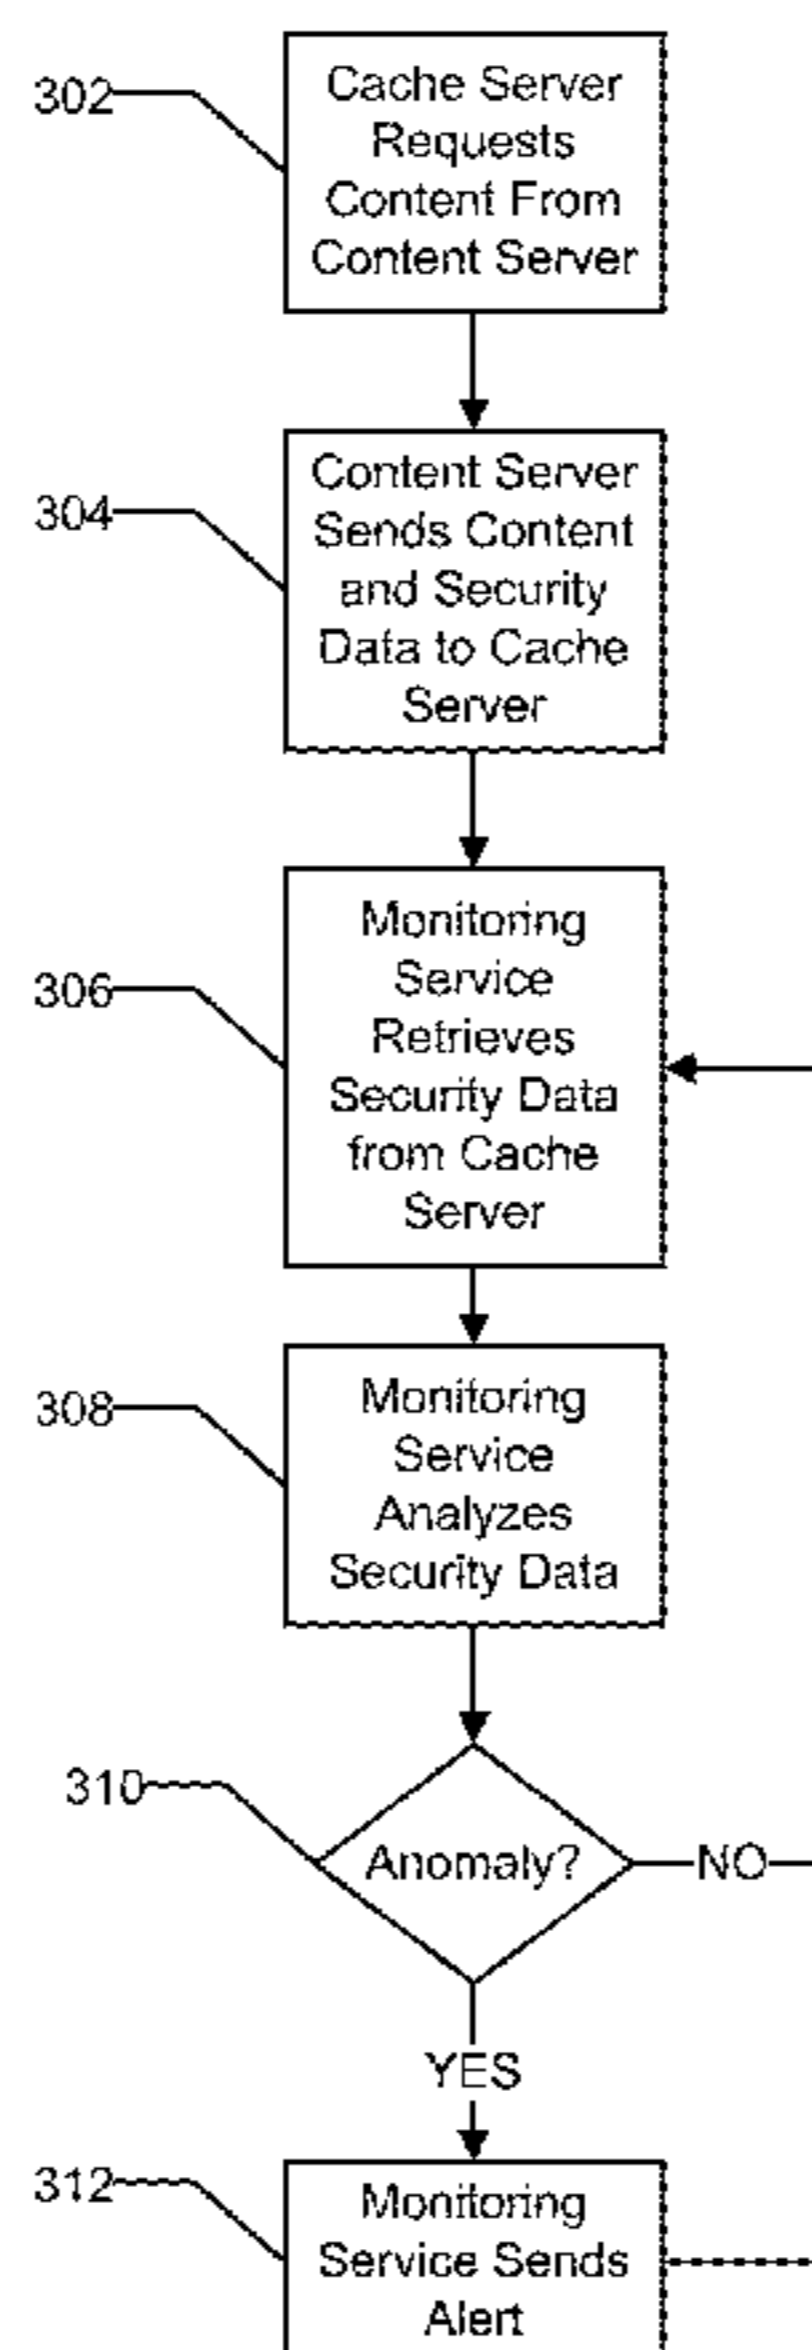 302
Cache Server
Requests
Content From
Content Server
304
Content Server
Sends Content
and Security
Data to Cache
Server
306
Monitoring
Service
Retrieves
Security Data
from Cache
Server
308
Monitoring
Service
Analyzes
Security Data
310
Anomaly?
NO
YES
312
Monitoring
Service Sends
Alert